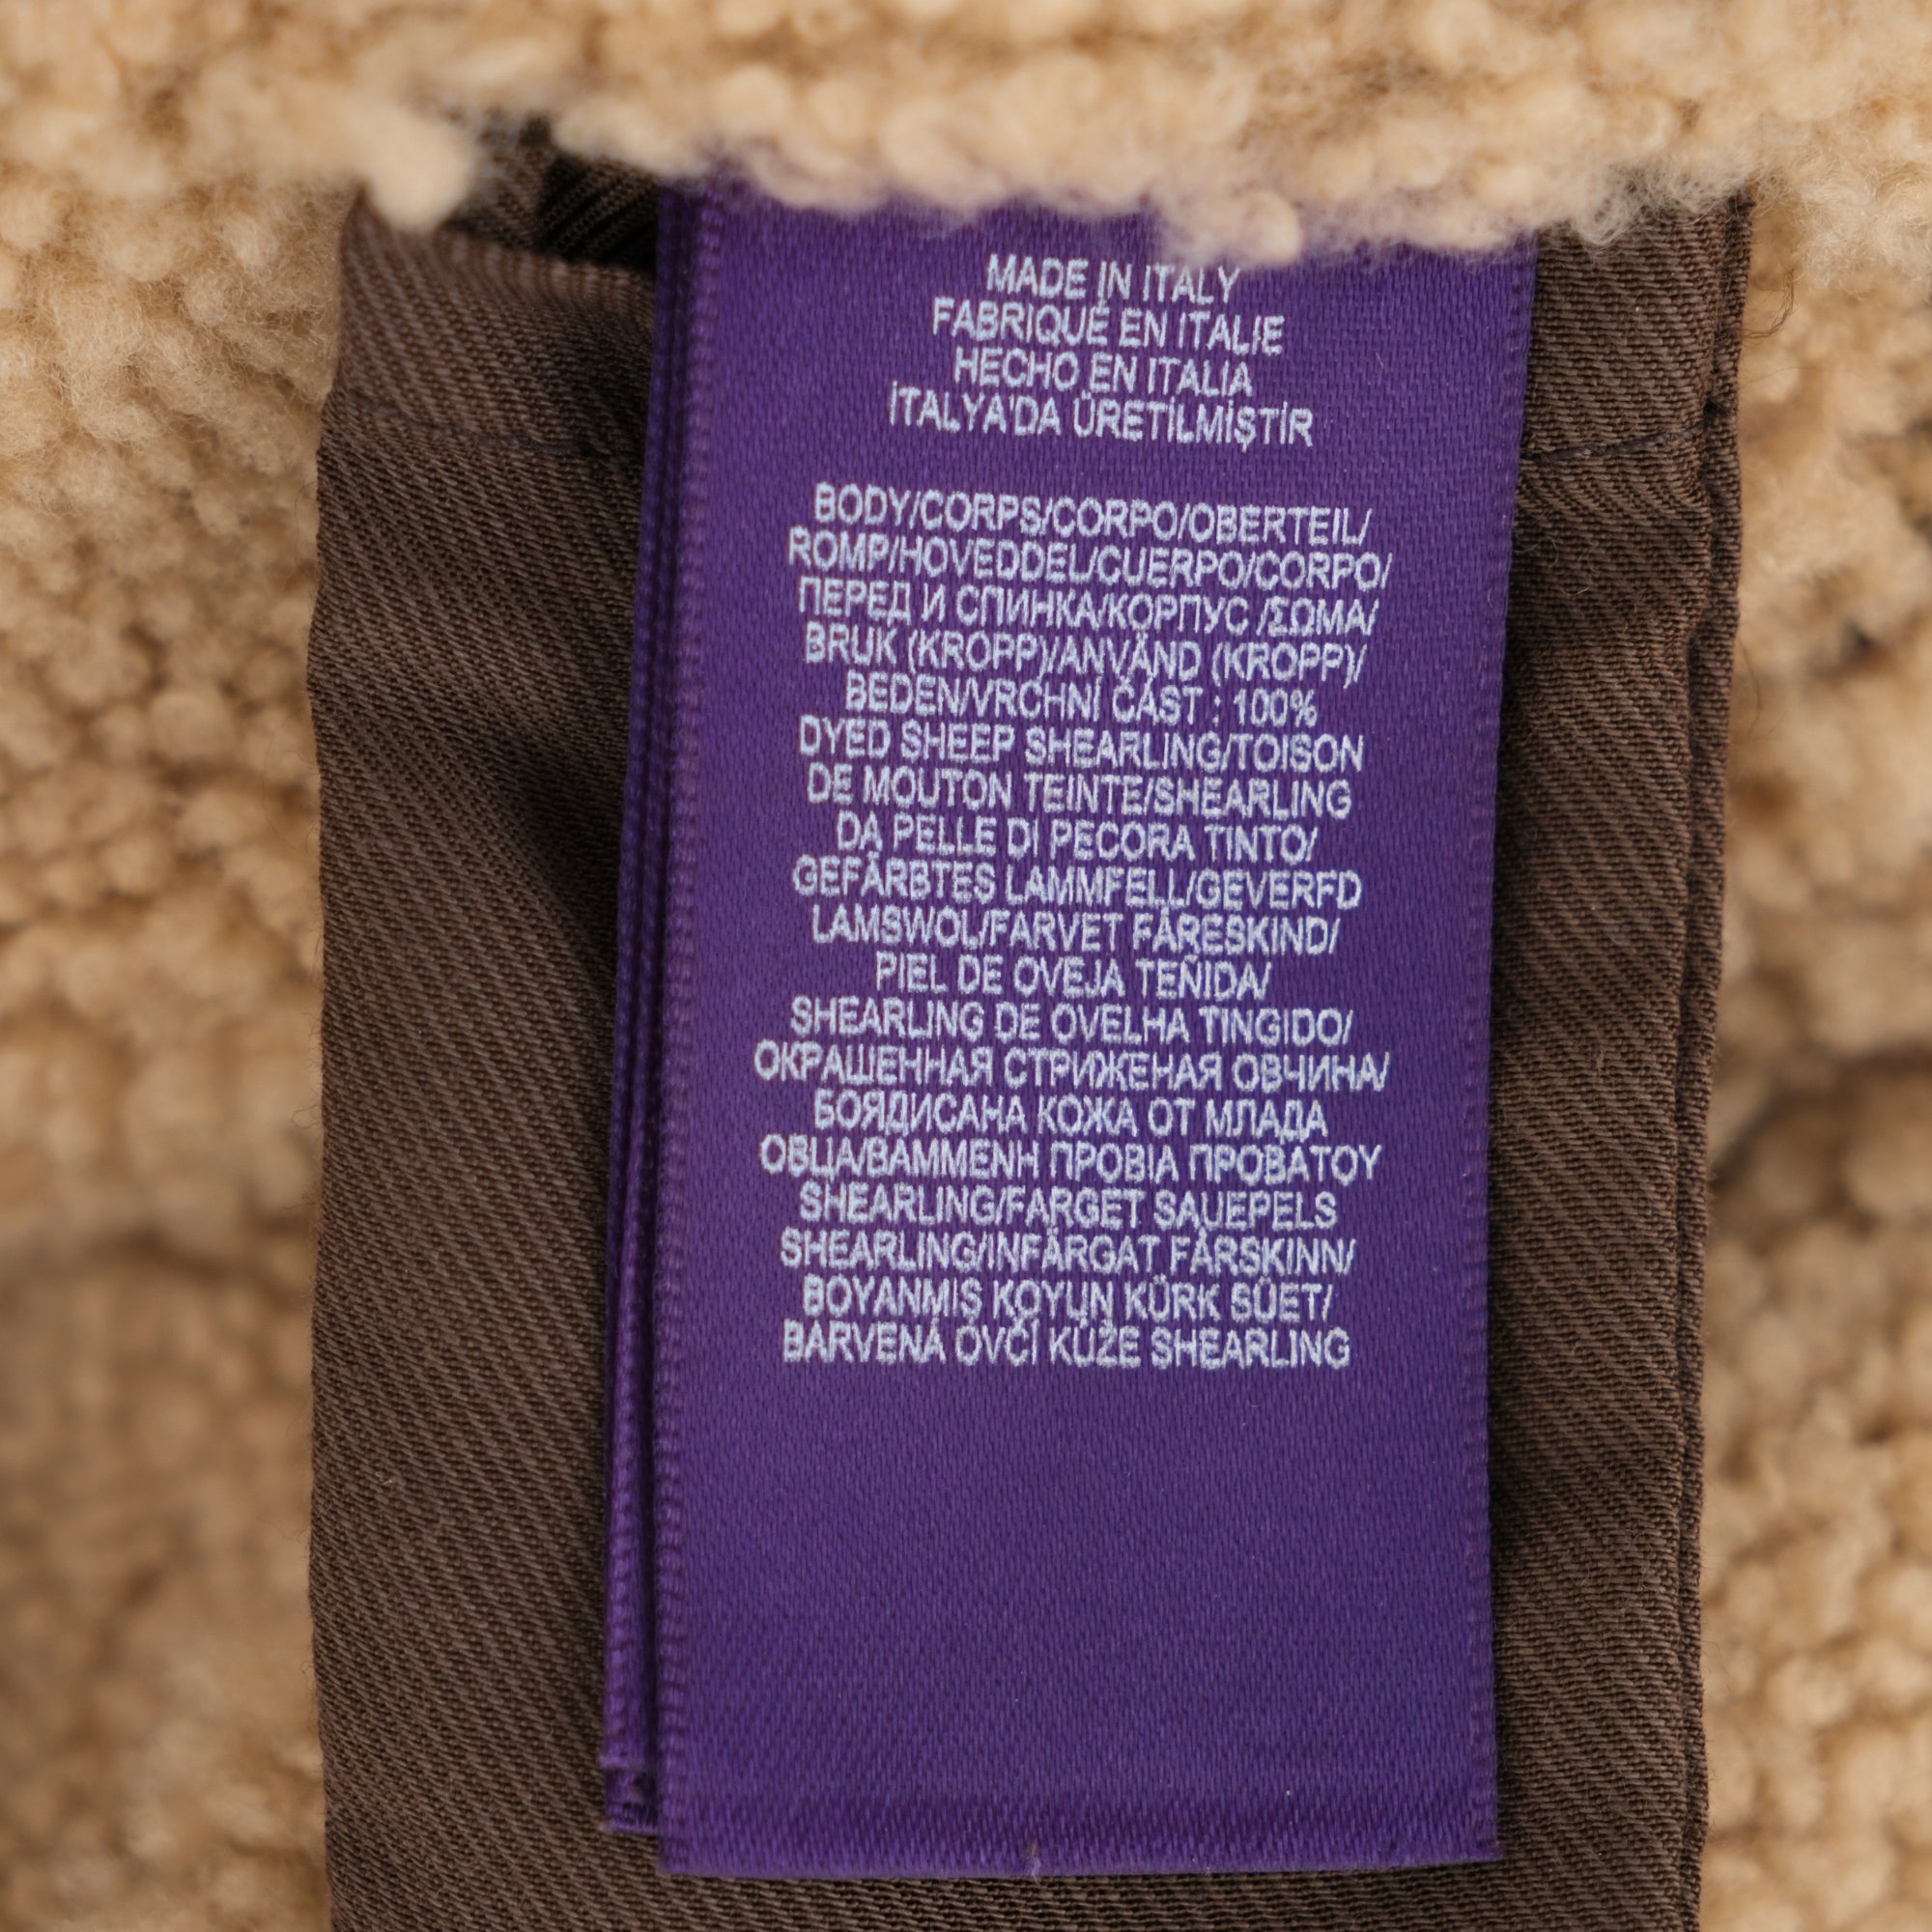 MADE IN ITALY
FABRIQUÉ EN ITALIE
HECHO EN ITALIA
İTALYA'DA ÜRETİLMİŞTİR
BODY/CORPS/CORPO/OBERTEIL/
ROMP/HOVEDDEL/CUERPO/CORPO/
ПЕРЕД И СПИНКА/КОРПУС /ΣΩΜΑ/
BRUK (KROPP)/ANVÄND (KROPP)/
BEDEN/VRCHNÍ ČÁST : 100%
DYED SHEEP SHEARLING/TOISON
DE MOUTON TEINTE/SHEARLING
DA PELLE DI PECORA TINTO/
GEFÄRBTES LAMMFELL/GEVERFD
LAMSWOL/FARVET FÅRESKIND/
PIEL DE OVEJA TEÑIDA/
SHEARLING DE OVELHA TINGIDO/
ОКРАШЕННАЯ СТРИЖЕНАЯ ОВЧИНА/
БОЯДИСАНА КОЖА ОТ МЛАДА
ОВЦА/ΒΑΜΜΕΝΗ ΠΡΟΒΙΑ ΠΡΟΒΑΤΟΥ
SHEARLING/FARGET SAUEPELS
SHEARLING/INFÄRGAT FÅRSKINN/
BOYANMIŞ KOYUN KÜRK SÜET/
BARVENÁ OVČÍ KŮŽE SHEARLING